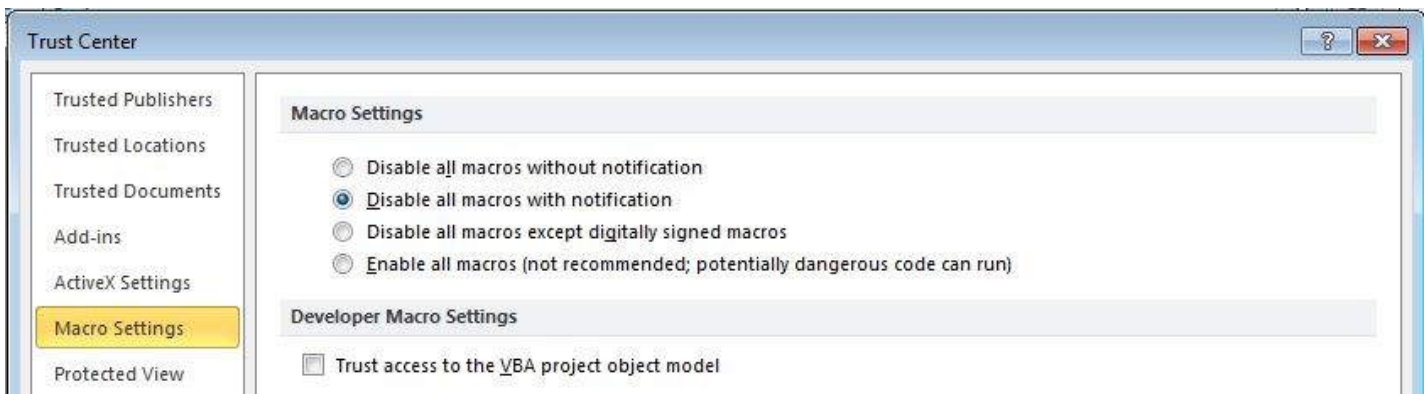 Trust Center
Trusted Publishers
Trusted Locations
Trusted Documents
Add-ins
ActiveX Settings
Macro Settings
Protected View
Macro Settings
Disable all macros without notification
Disable all macros with notification
Disable all macros except digitally signed macros
Enable all macros (not recommended; potentially dangerous code can run)
Developer Macro Settings
Trust access to the VBA project object model